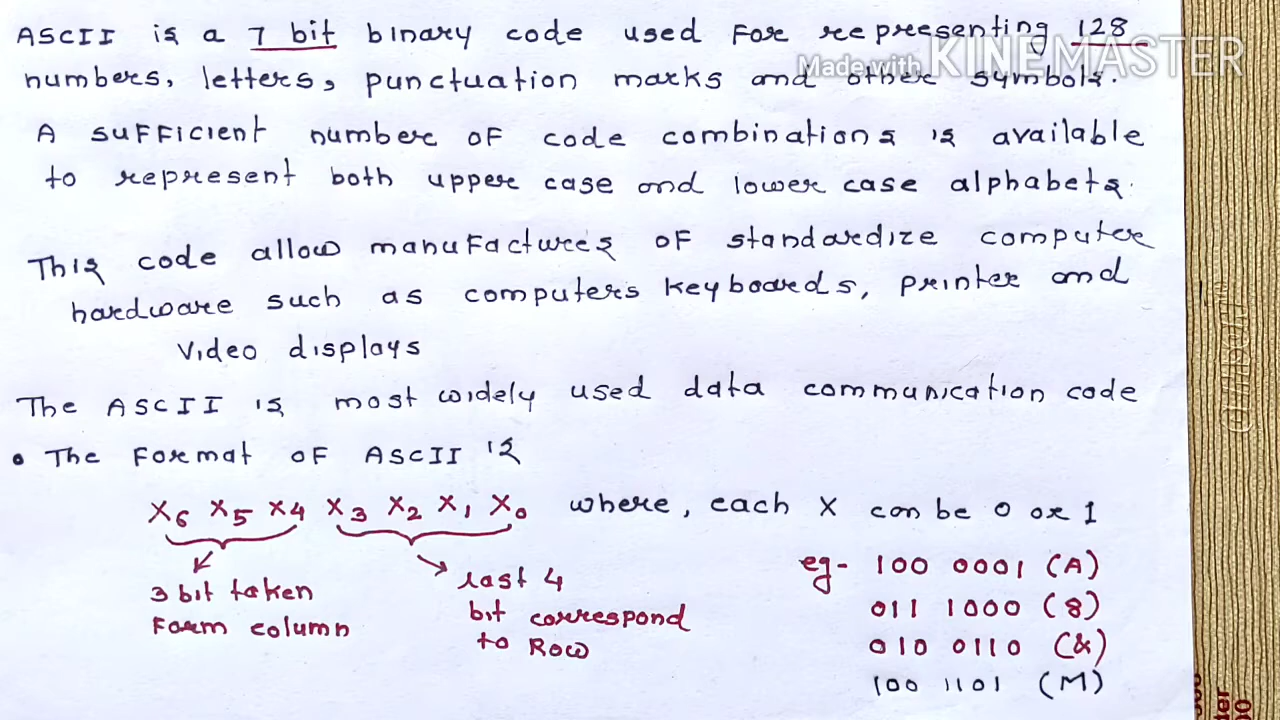 ASCII is a 7 bit binary code used for representing 128
numbers, letters, punctuation marks and other symbols.
Made with KINEMASTER
A sufficient number of code combinations is available
to represent both upper case and lower case alphabets.
This code allow manufactures of standardize computer
hardware such as computers keyboards, printer and
video displays
The ASCII is most widely used data communication code
• The format of ASCII is
X6 X5 X4 X3 X2 X1 X0 where, each X can be 0 or 1
3 bit taken
form column
last 4
bit correspond
to Row
eg- 100 0001 (A)
011 1000 (8)
010 0110 (&)
100 1101 (M)